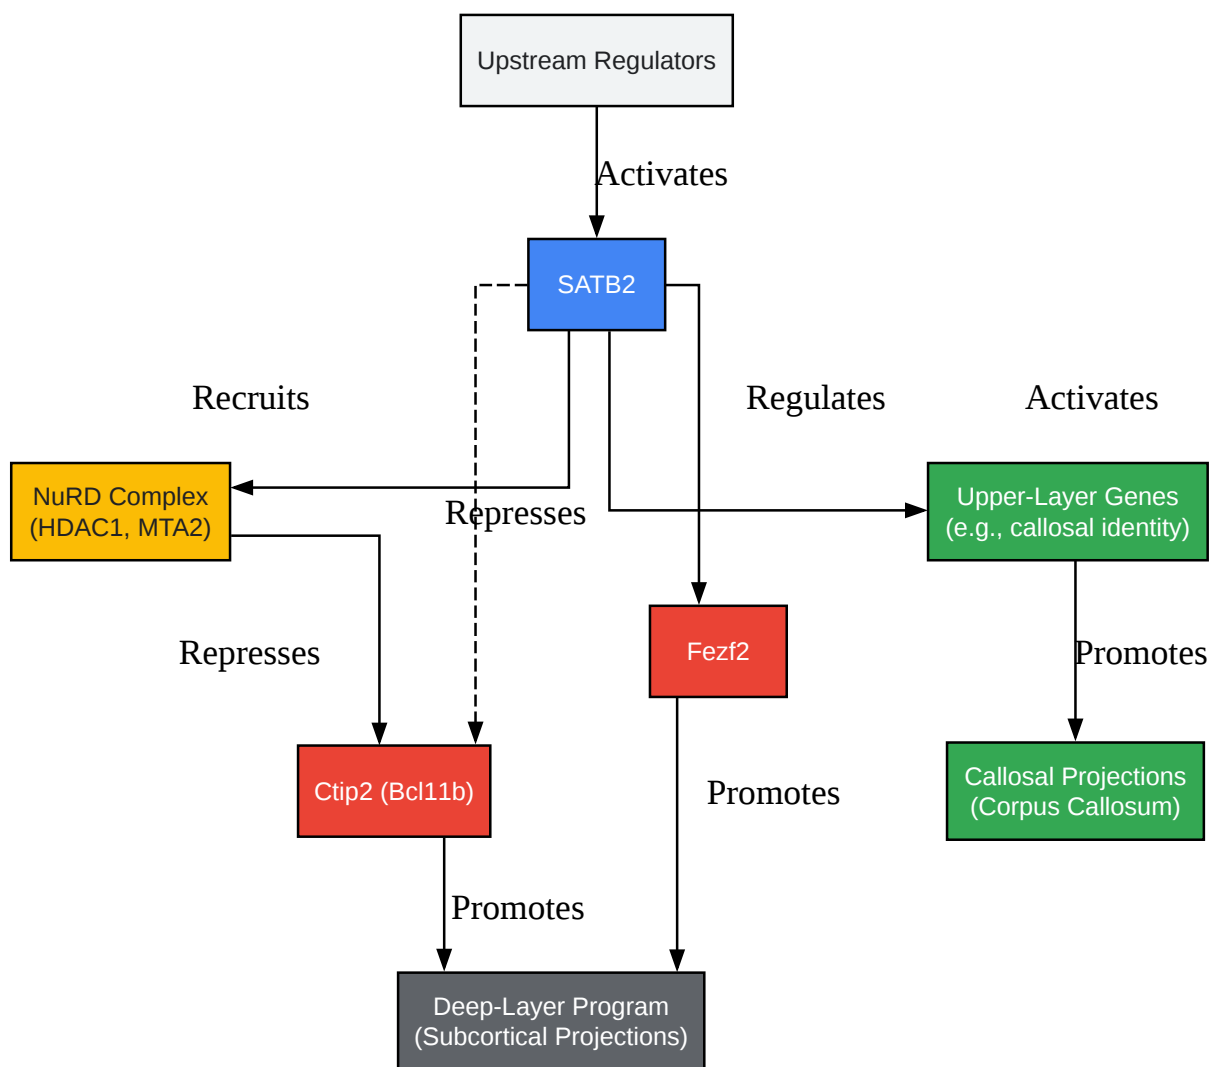 Upstream Regulators
Activates
SATB2
Recruits
Regulates
Activates
NuRD Complex
(HDAC1, MTA2)
Represses
Upper-Layer Genes
(e.g., callosal identity)
Represses
Fezf2
Promotes
Ctip2 (Bcl11b)
Promotes
Callosal Projections
(Corpus Callosum)
Promotes
Deep-Layer Program
(Subcortical Projections)